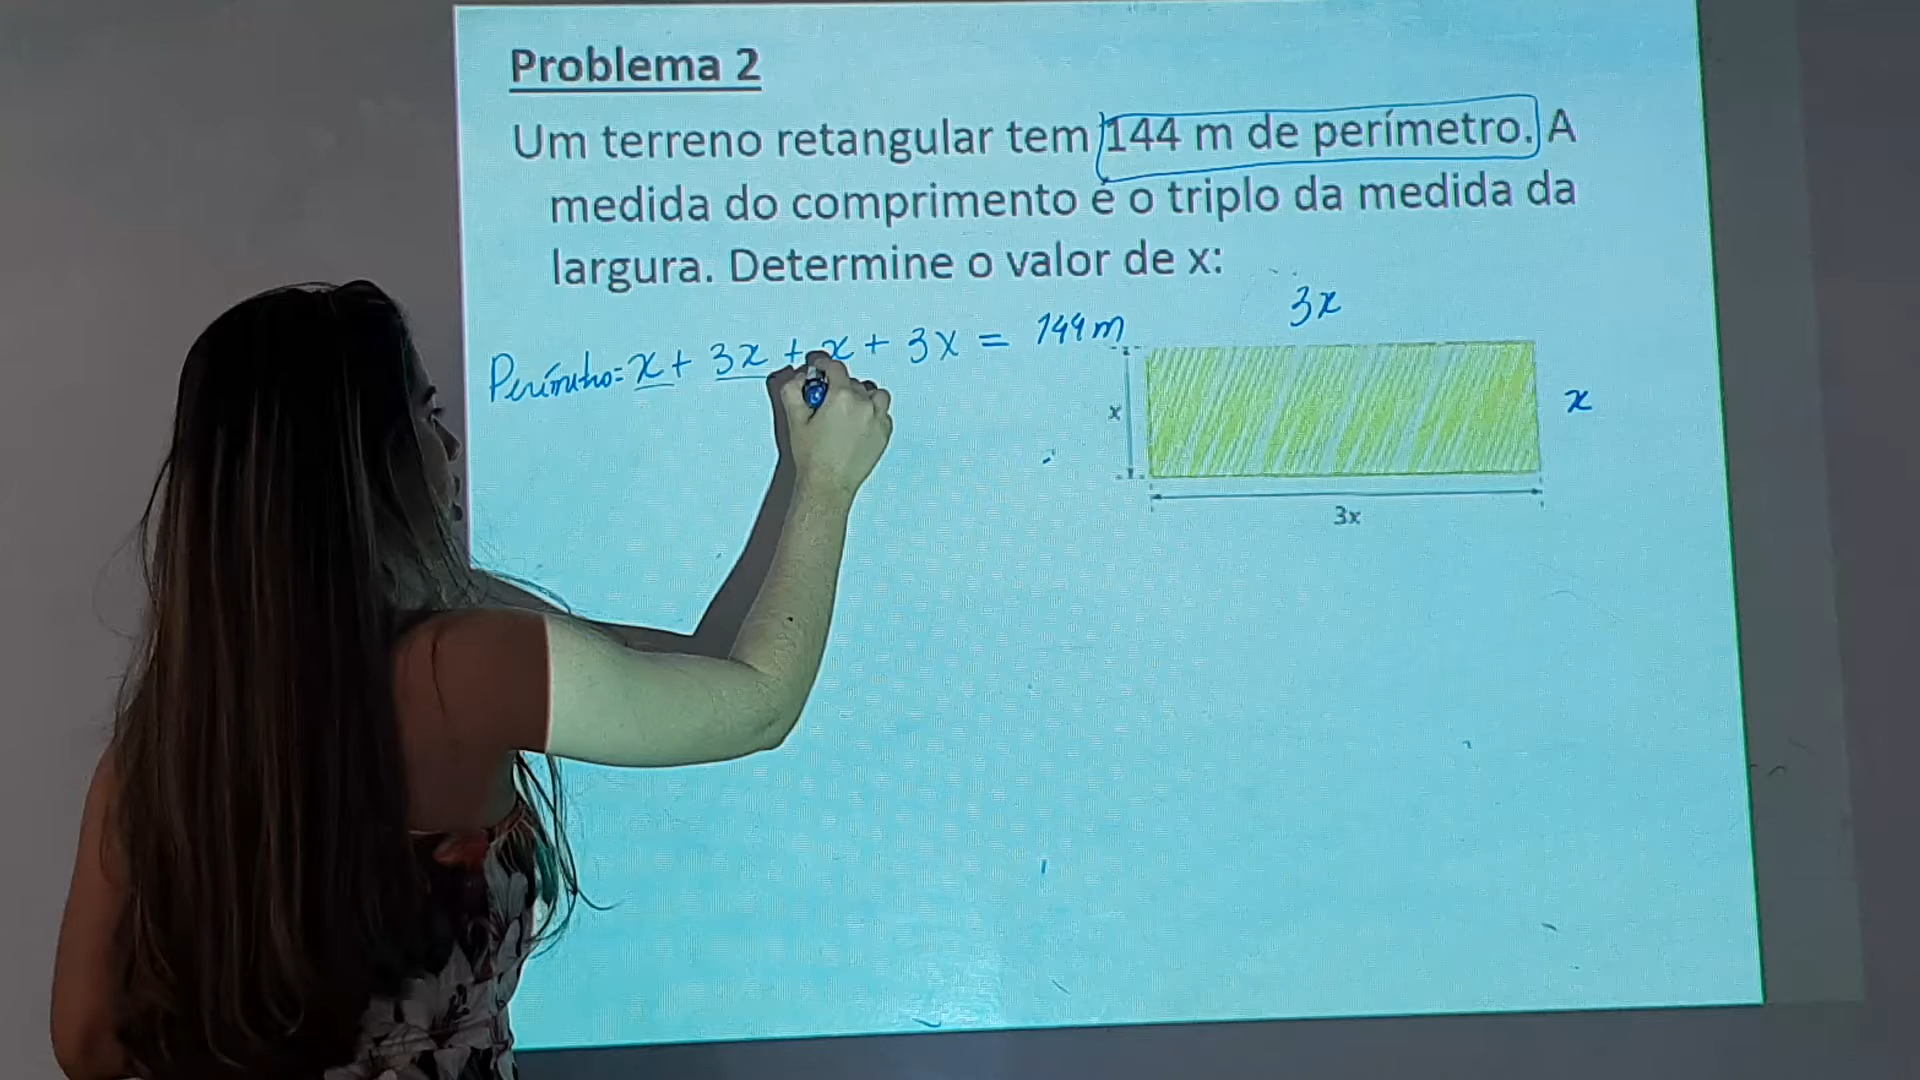 Problema 2
Um terreno retangular tem 144 m de perímetro. A
medida do comprimento é o triplo da medida da
largura. Determine o valor de x:
3x
Perímetro= x + 3x + x + 3x = 144m
x
x
3x